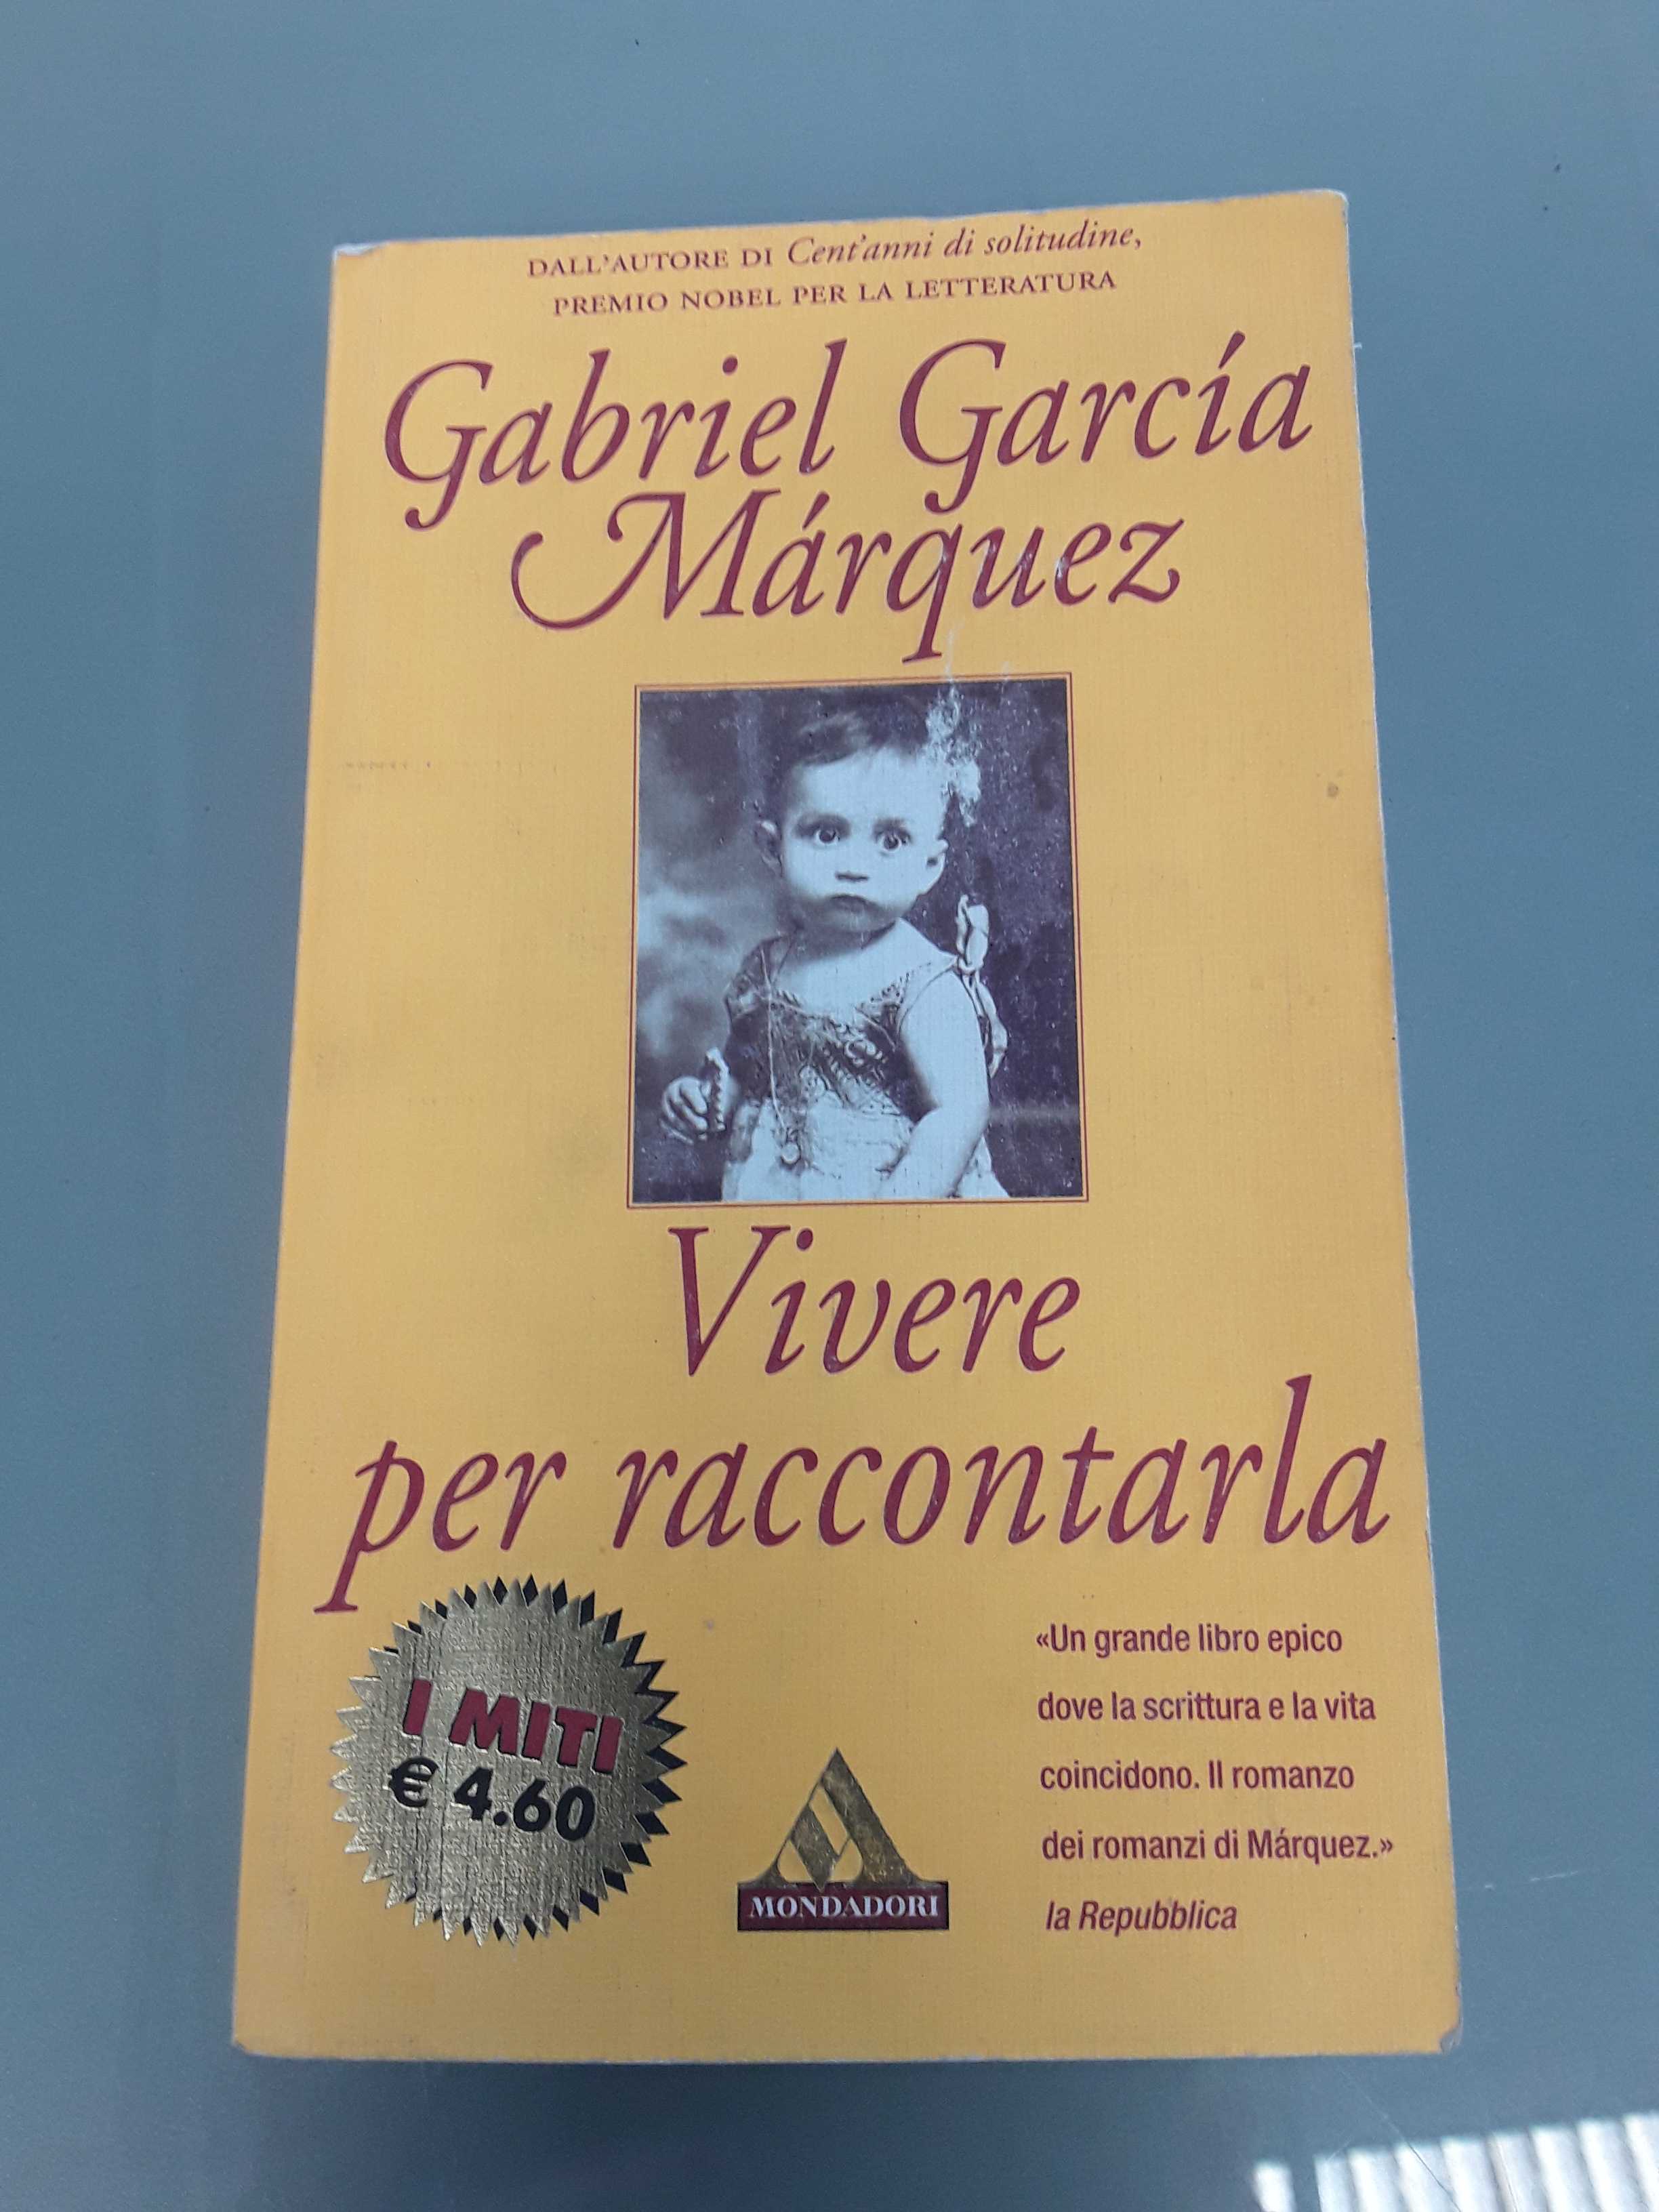 DALL'AUTORE DI Cent'anni di solitudine,
PREMIO NOBEL PER LA LETTERATURA
Gabriel García
Márquez
Vivere
per raccontarla
I MITI
€ 4.60
MONDADORI
«Un grande libro epico
dove la scrittura e la vita
coincidono. Il romanzo
dei romanzi di Márquez.»
la Repubblica